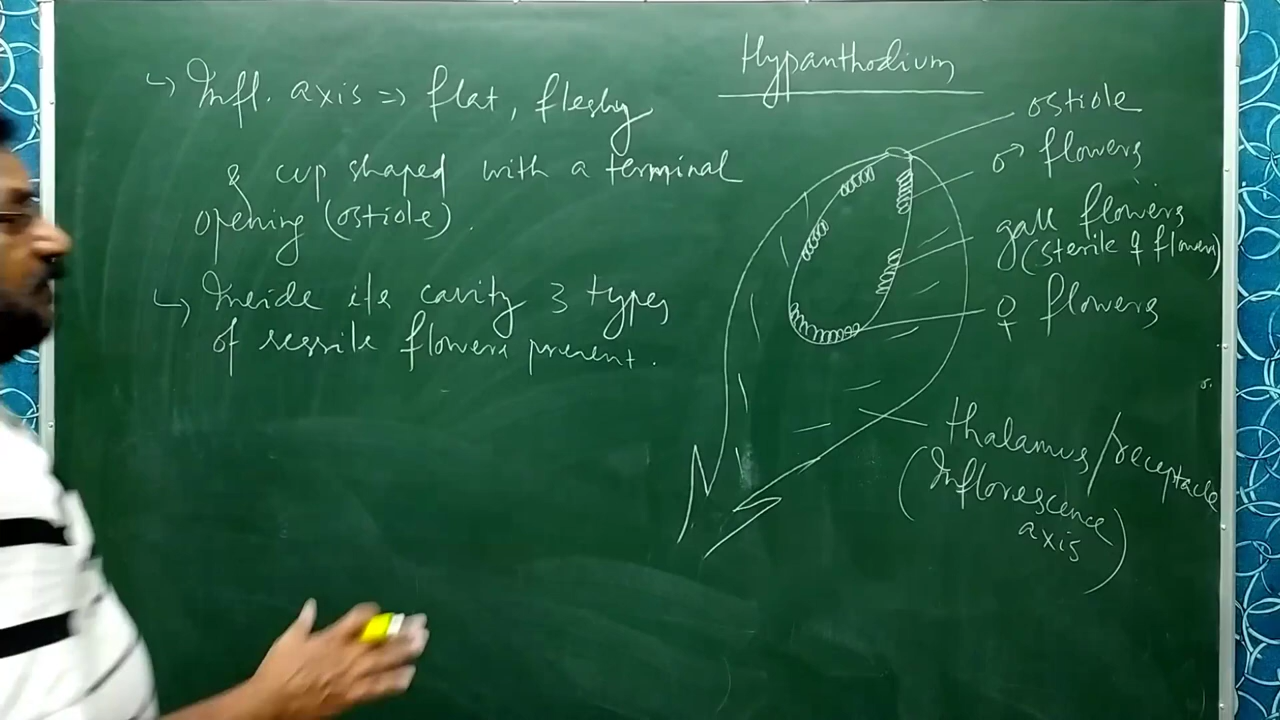 Hypanthodium
↳ Infl. axis ⇒ flat, fleshy
& cup shaped with a terminal
opening (ostiole).
↳ Inside its cavity 3 types
of sessile flowers present.
ostiole
♂ flowers
gall flowers
(sterile ♀ flowers)
♀ flowers
thalamus/receptacle
(Inflorescence
axis)